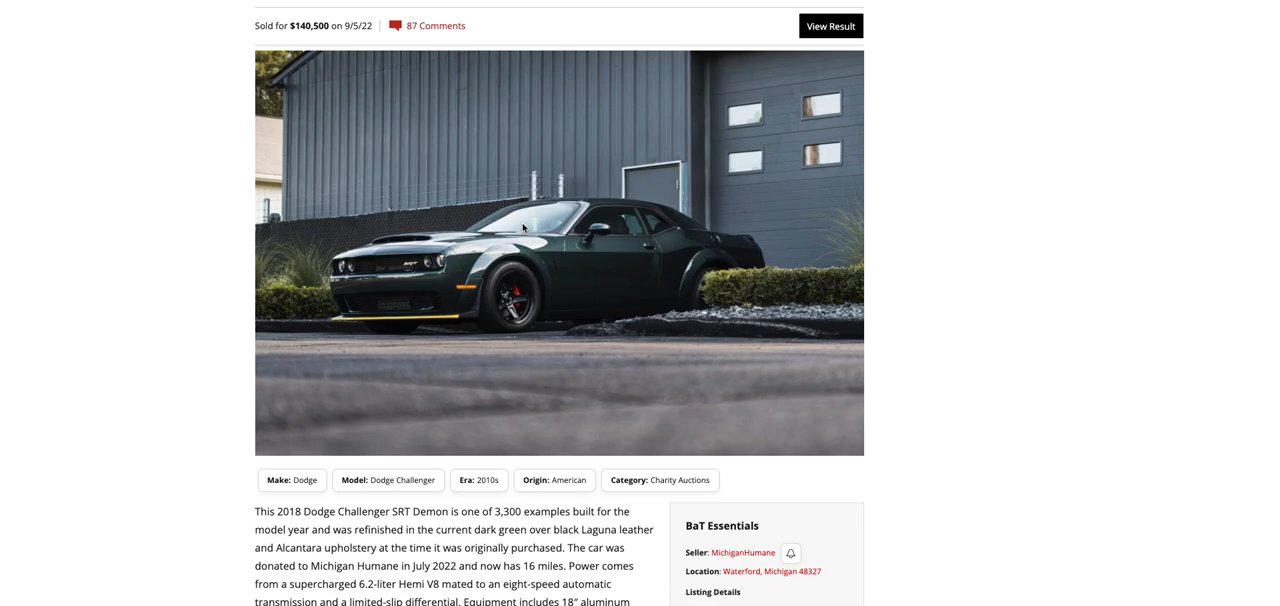 Sold for $140,500 on 9/5/22
87 Comments
View Result
SRT
Make: Dodge
Model: Dodge Challenger
Era: 2010s
Origin: American
Category: Charity Auctions
This 2018 Dodge Challenger SRT Demon is one of 3,300 examples built for the
model year and was refinished in the current dark green over black Laguna leather
and Alcantara upholstery at the time it was originally purchased. The car was
donated to Michigan Humane in July 2022 and now has 16 miles. Power comes
from a supercharged 6.2-liter Hemi V8 mated to an eight-speed automatic
transmission and a limited-slip differential. Equipment includes 18″ aluminum
BaT Essentials
Seller: MichiganHumane
Location: Waterford, Michigan 48327
Listing Details